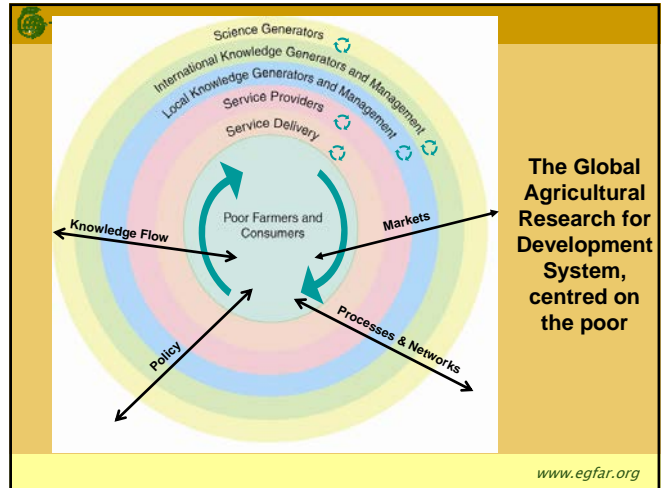 Science Generators
International Knowledge Generators and Management
Local Knowledge Generators and Management
Service Providers
Service Delivery
Poor Farmers and
Consumers
Knowledge Flow
Markets
Policy
Processes & Networks
The Global
Agricultural
Research for
Development
System,
centred on
the poor
www.egfar.org